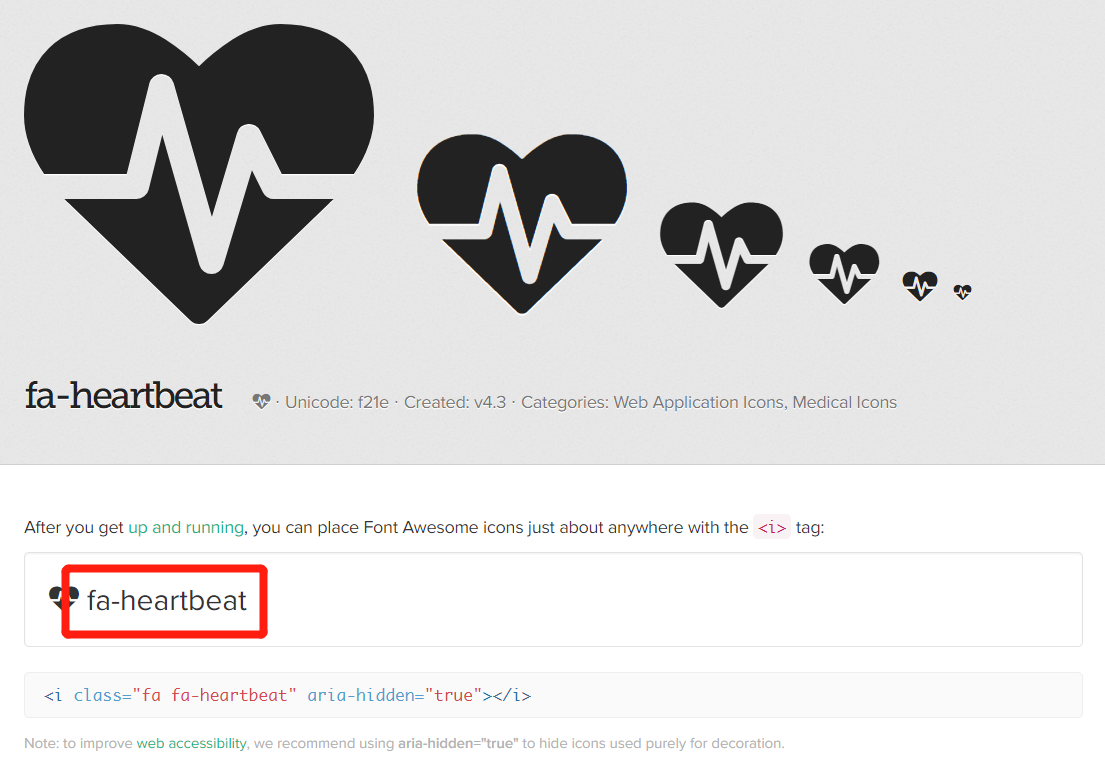 fa-heartbeat · Unicode: f21e · Created: v4.3 · Categories: Web Application Icons, Medical Icons
After you get up and running, you can place Font Awesome icons just about anywhere with the <i> tag:
fa-heartbeat
<i class="fa fa-heartbeat" aria-hidden="true"></i>
Note: to improve web accessibility, we recommend using aria-hidden="true" to hide icons used purely for decoration.